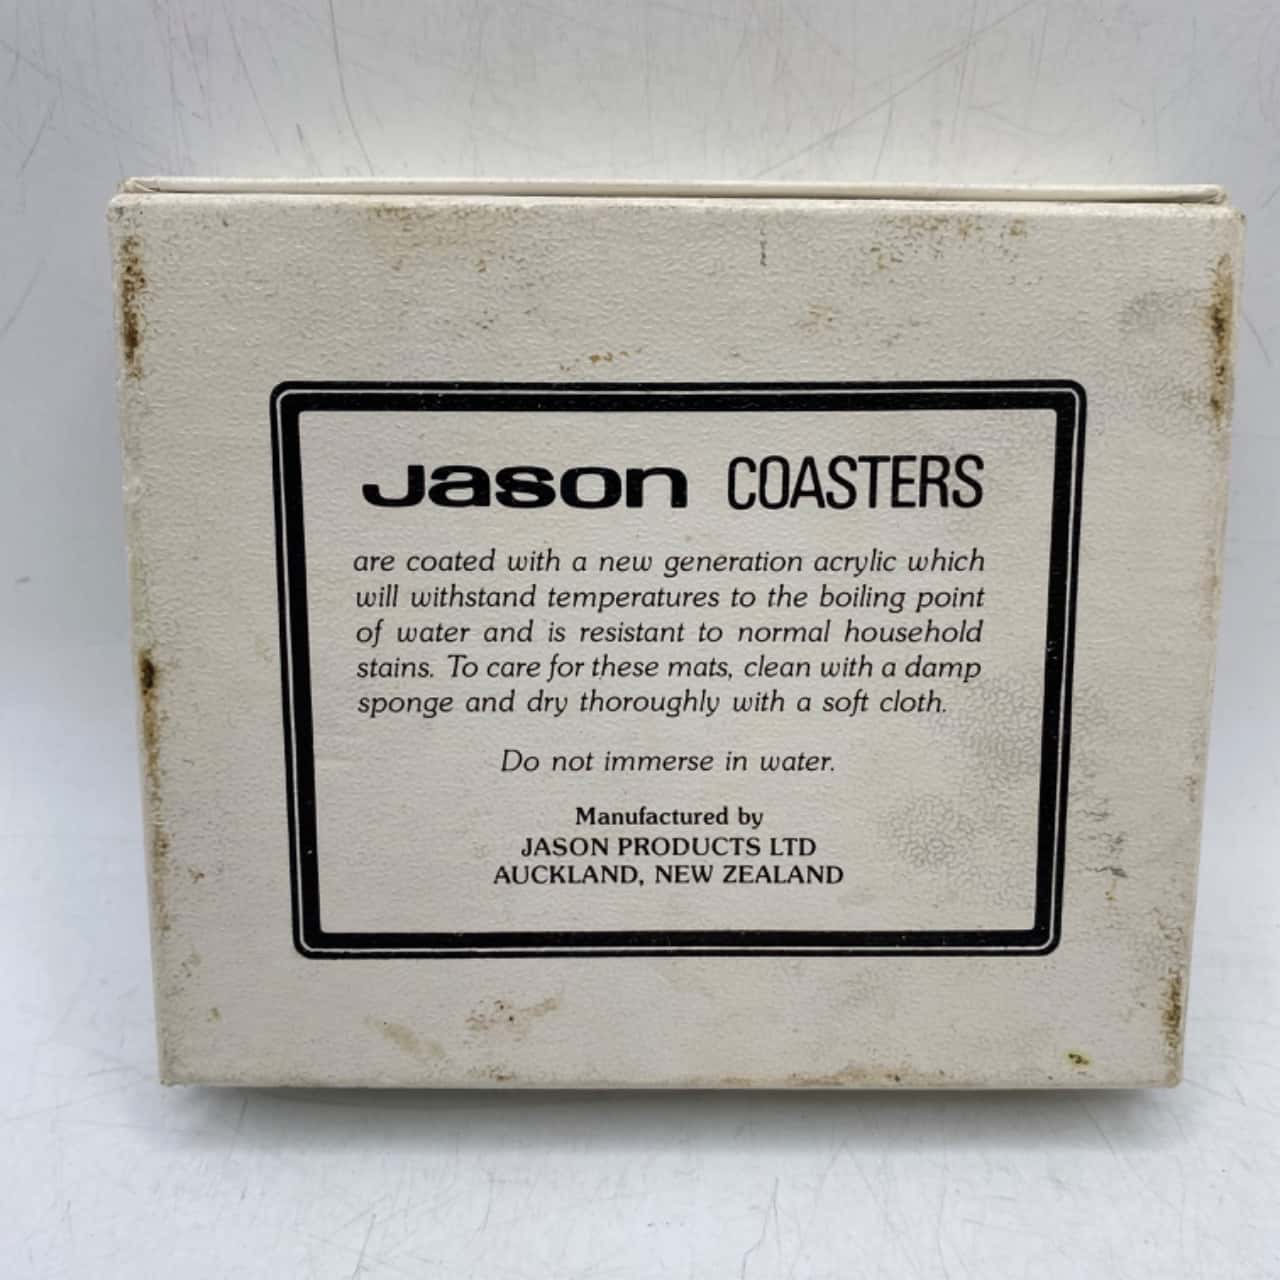 Jason COASTERS
are coated with a new generation acrylic which
will withstand temperatures to the boiling point
of water and is resistant to normal household
stains. To care for these mats, clean with a damp
sponge and dry thoroughly with a soft cloth.
Do not immerse in water.
Manufactured by
JASON PRODUCTS LTD
AUCKLAND, NEW ZEALAND